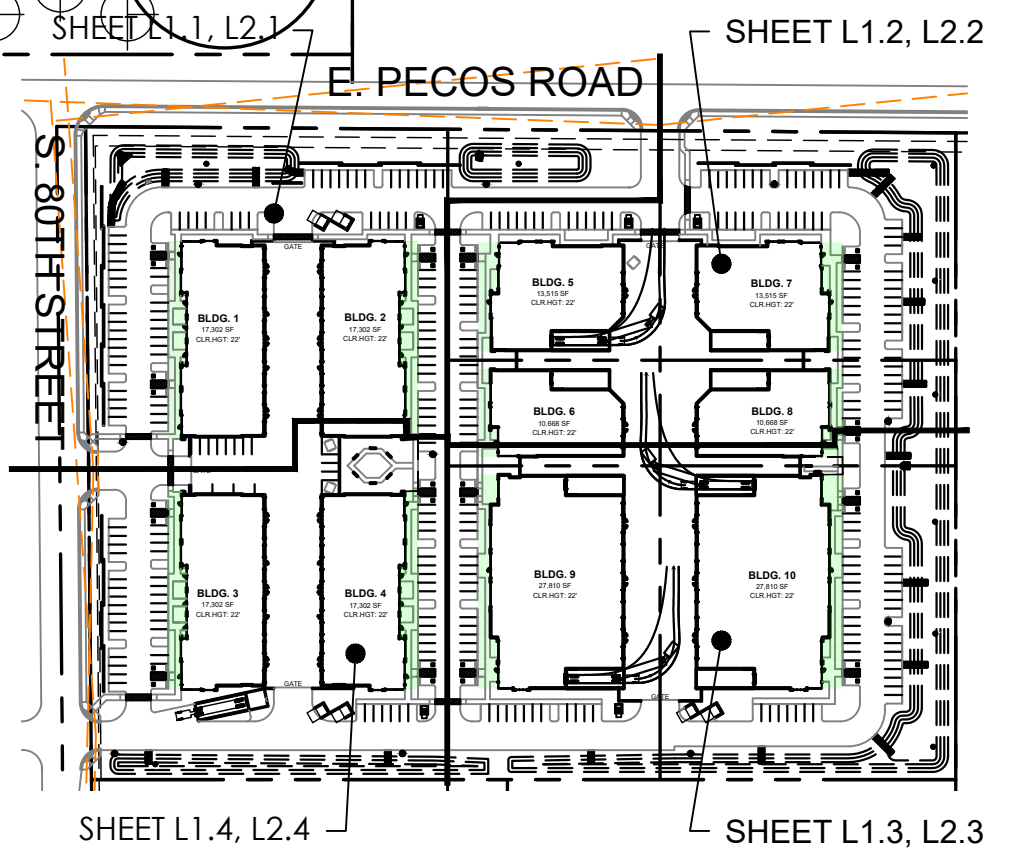 SHEET L1.1, L2.1
SHEET L1.2, L2.2
E. PECOS ROAD
S. 80TH STREET
GATE
GATE
BLDG. 1
17,302 SF
CLR.HGT: 22'
BLDG. 2
17,302 SF
CLR.HGT: 22'
BLDG. 5
13,515 SF
CLR.HGT: 22'
BLDG. 7
13,515 SF
CLR.HGT: 22'
BLDG. 6
10,668 SF
CLR.HGT: 22'
BLDG. 8
10,668 SF
CLR.HGT: 22'
GATE
BLDG. 3
17,302 SF
CLR.HGT: 22'
BLDG. 4
17,302 SF
CLR.HGT: 22'
BLDG. 9
27,810 SF
CLR.HGT: 22'
BLDG. 10
27,810 SF
CLR.HGT: 22'
GATE
GATE
SHEET L1.4, L2.4
SHEET L1.3, L2.3